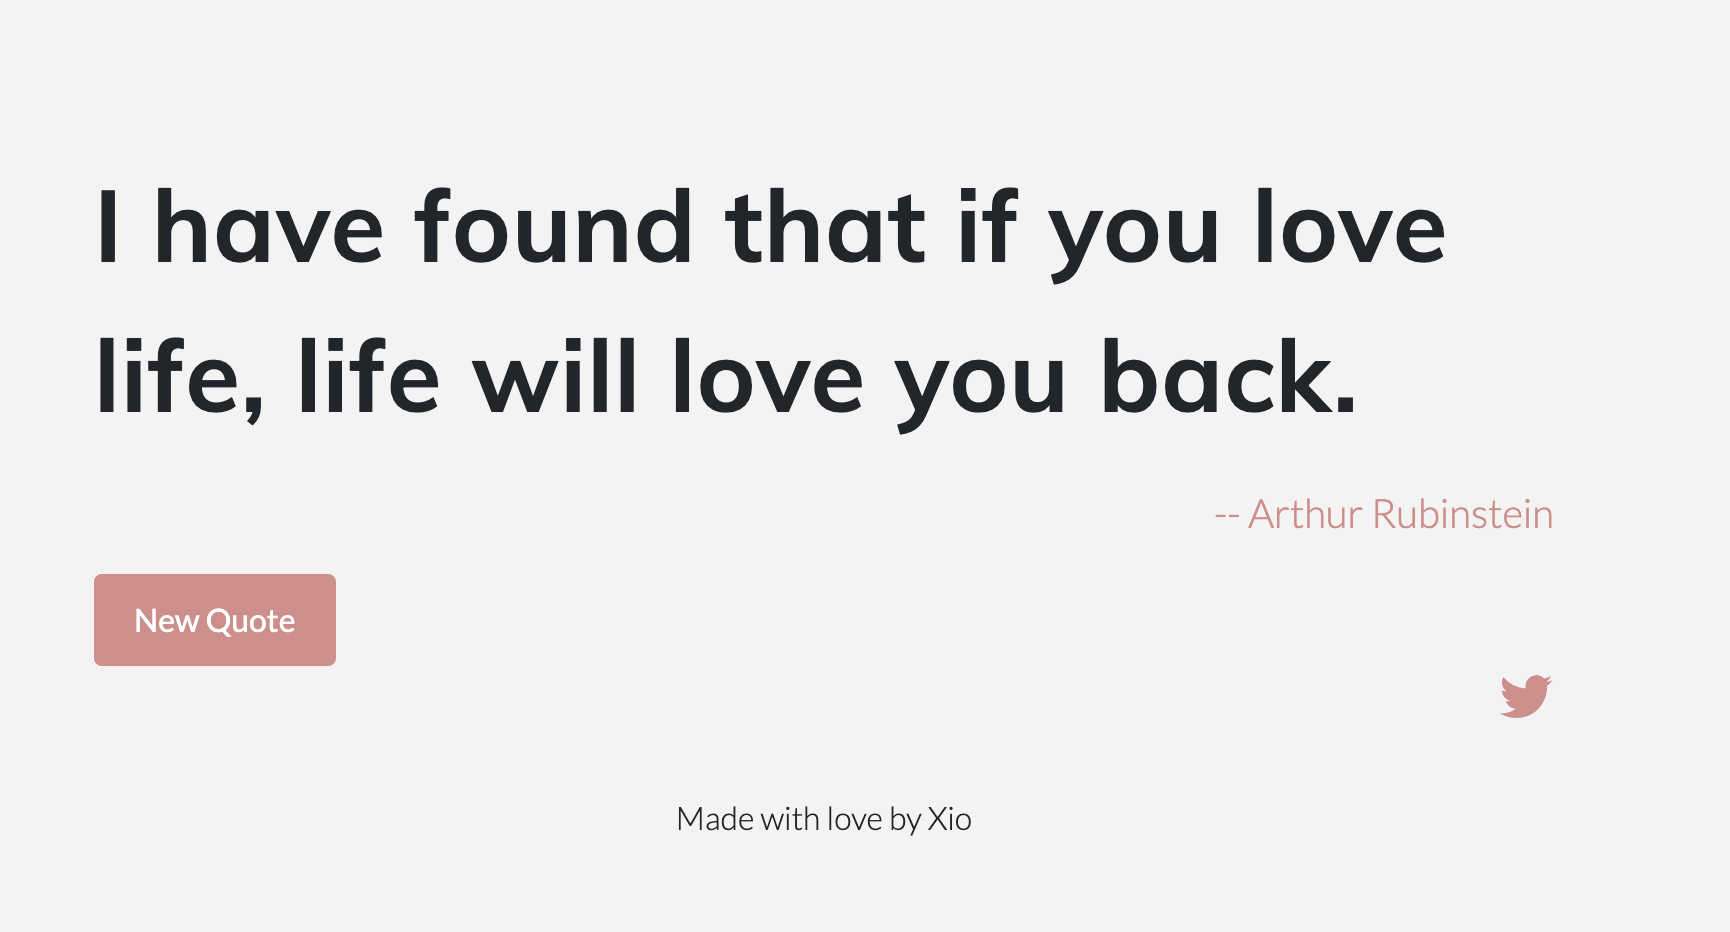 I have found that if you love
life, life will love you back.
-- Arthur Rubinstein
New Quote
Made with love by Xio